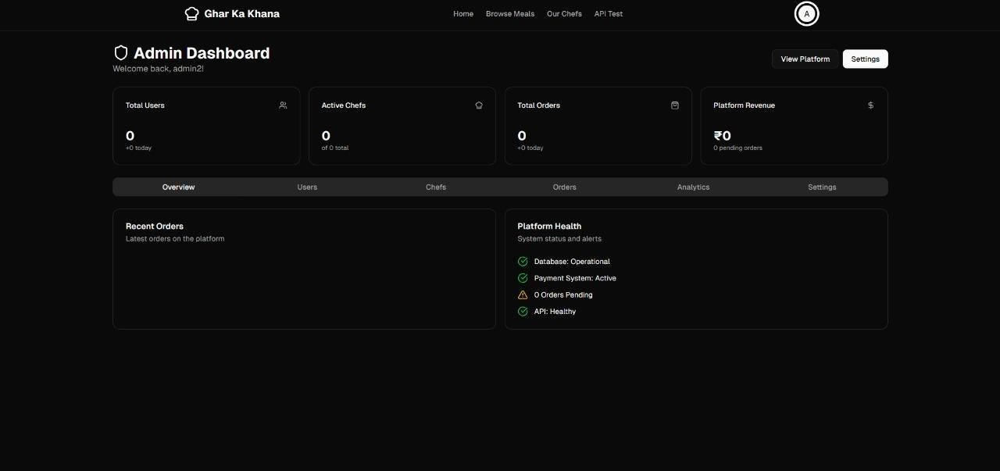 Ghar Ka Khana
Home Browse Meals Our Chefs API Test
A
Admin Dashboard
Welcome back, admin2!
View Platform Settings
Total Users
0
+0 today
Active Chefs
0
of 0 total
Total Orders
0
+0 today
Platform Revenue
₹0
0 pending orders
Overview Users Chefs Orders Analytics Settings
Recent Orders
Latest orders on the platform
Platform Health
System status and alerts
Database: Operational
Payment System: Active
0 Orders Pending
API: Healthy